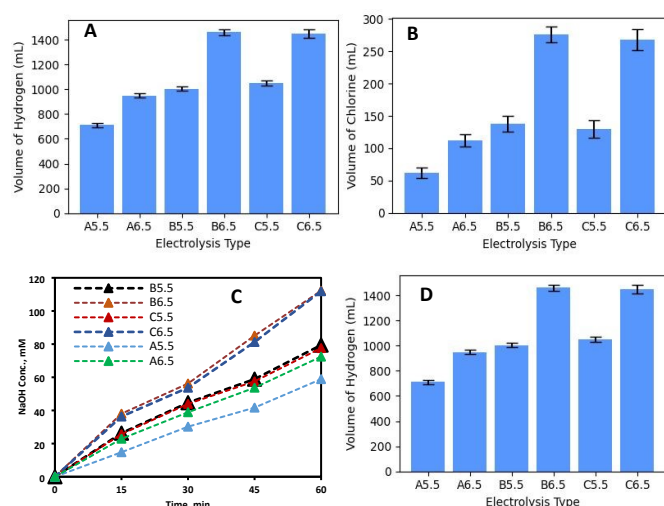 A
Volume of Hydrogen (mL)
1400
1200
1000
800
600
400
200
0
A5.5 A6.5 B5.5 B6.5 C5.5 C6.5
Electrolysis Type
B
Volume of Chlorine (mL)
300
250
200
150
100
50
0
A5.5 A6.5 B5.5 B6.5 C5.5 C6.5
Electrolysis Type
C
NaOH Conc., mM
120
100
80
60
40
20
0
B5.5
B6.5
C5.5
C6.5
A5.5
A6.5
0 15 30 45 60
Time, min
D
Volume of Hydrogen (mL)
1400
1200
1000
800
600
400
200
0
A5.5 A6.5 B5.5 B6.5 C5.5 C6.5
Electrolysis Type